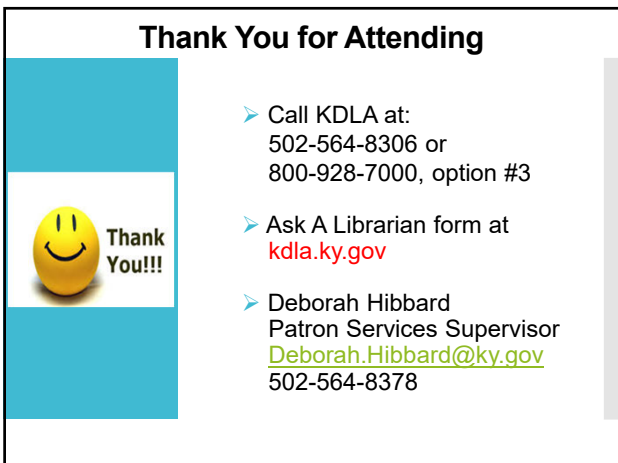 Thank You for Attending
Thank
You!!!
Call KDLA at:
502-564-8306 or
800-928-7000, option #3
Ask A Librarian form at
kdla.ky.gov
Deborah Hibbard
Patron Services Supervisor
Deborah.Hibbard@ky.gov
502-564-8378